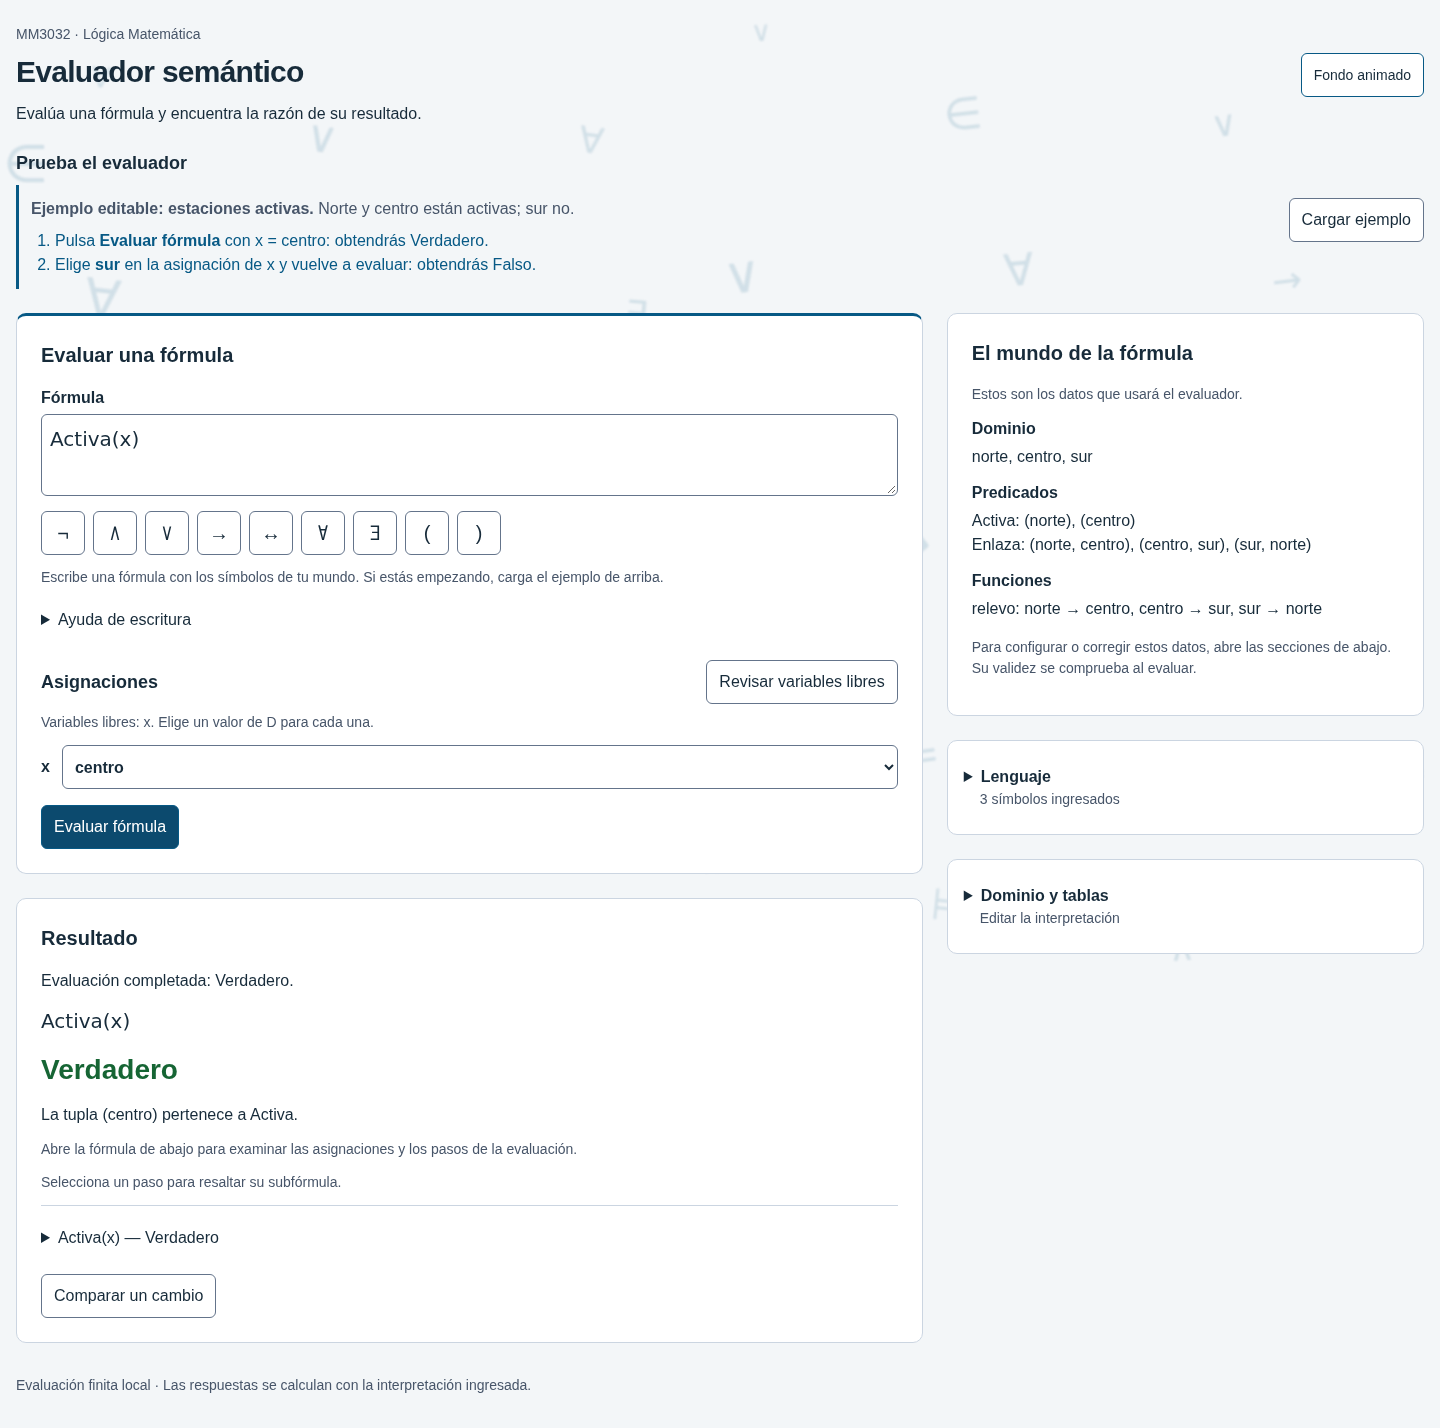 MM3032 · Lógica Matemática
Evaluador semántico
Fondo animado
Evalúa una fórmula y encuentra la razón de su resultado.
Prueba el evaluador
Ejemplo editable: estaciones activas. Norte y centro están activas; sur no.
Cargar ejemplo
1. Pulsa Evaluar fórmula con x = centro: obtendrás Verdadero.
2. Elige sur en la asignación de x y vuelve a evaluar: obtendrás Falso.
Evaluar una fórmula
Fórmula
Activa(x)
¬ ∧ ∨ → ↔ ∀ ∃ ( )
Escribe una fórmula con los símbolos de tu mundo. Si estás empezando, carga el ejemplo de arriba.
▶ Ayuda de escritura
Asignaciones
Revisar variables libres
Variables libres: x. Elige un valor de D para cada una.
x centro
Evaluar fórmula
Resultado
Evaluación completada: Verdadero.
Activa(x)
Verdadero
La tupla (centro) pertenece a Activa.
Abre la fórmula de abajo para examinar las asignaciones y los pasos de la evaluación.
Selecciona un paso para resaltar su subfórmula.
▶ Activa(x) — Verdadero
Comparar un cambio
El mundo de la fórmula
Estos son los datos que usará el evaluador.
Dominio
norte, centro, sur
Predicados
Activa: (norte), (centro)
Enlaza: (norte, centro), (centro, sur), (sur, norte)
Funciones
relevo: norte → centro, centro → sur, sur → norte
Para configurar o corregir estos datos, abre las secciones de abajo.
Su validez se comprueba al evaluar.
▶ Lenguaje
3 símbolos ingresados
▶ Dominio y tablas
Editar la interpretación
Evaluación finita local · Las respuestas se calculan con la interpretación ingresada.